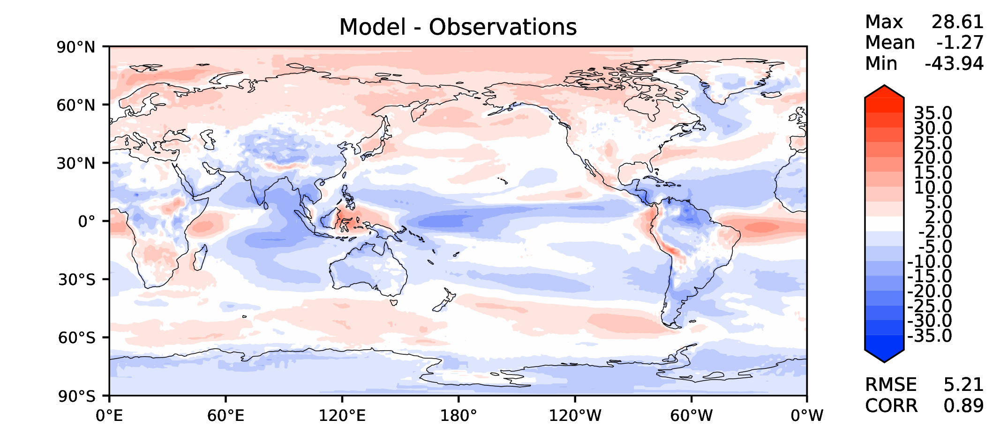 Model - Observations
Max 28.61
Mean -1.27
Min -43.94
90°N
60°N
30°N
0°
30°S
60°S
90°S
0°E 60°E 120°E 180° 120°W 60°W 0°W
35.0
30.0
25.0
20.0
15.0
10.0
5.0
2.0
-2.0
-5.0
-10.0
-15.0
-20.0
-25.0
-30.0
-35.0
RMSE 5.21
CORR 0.89